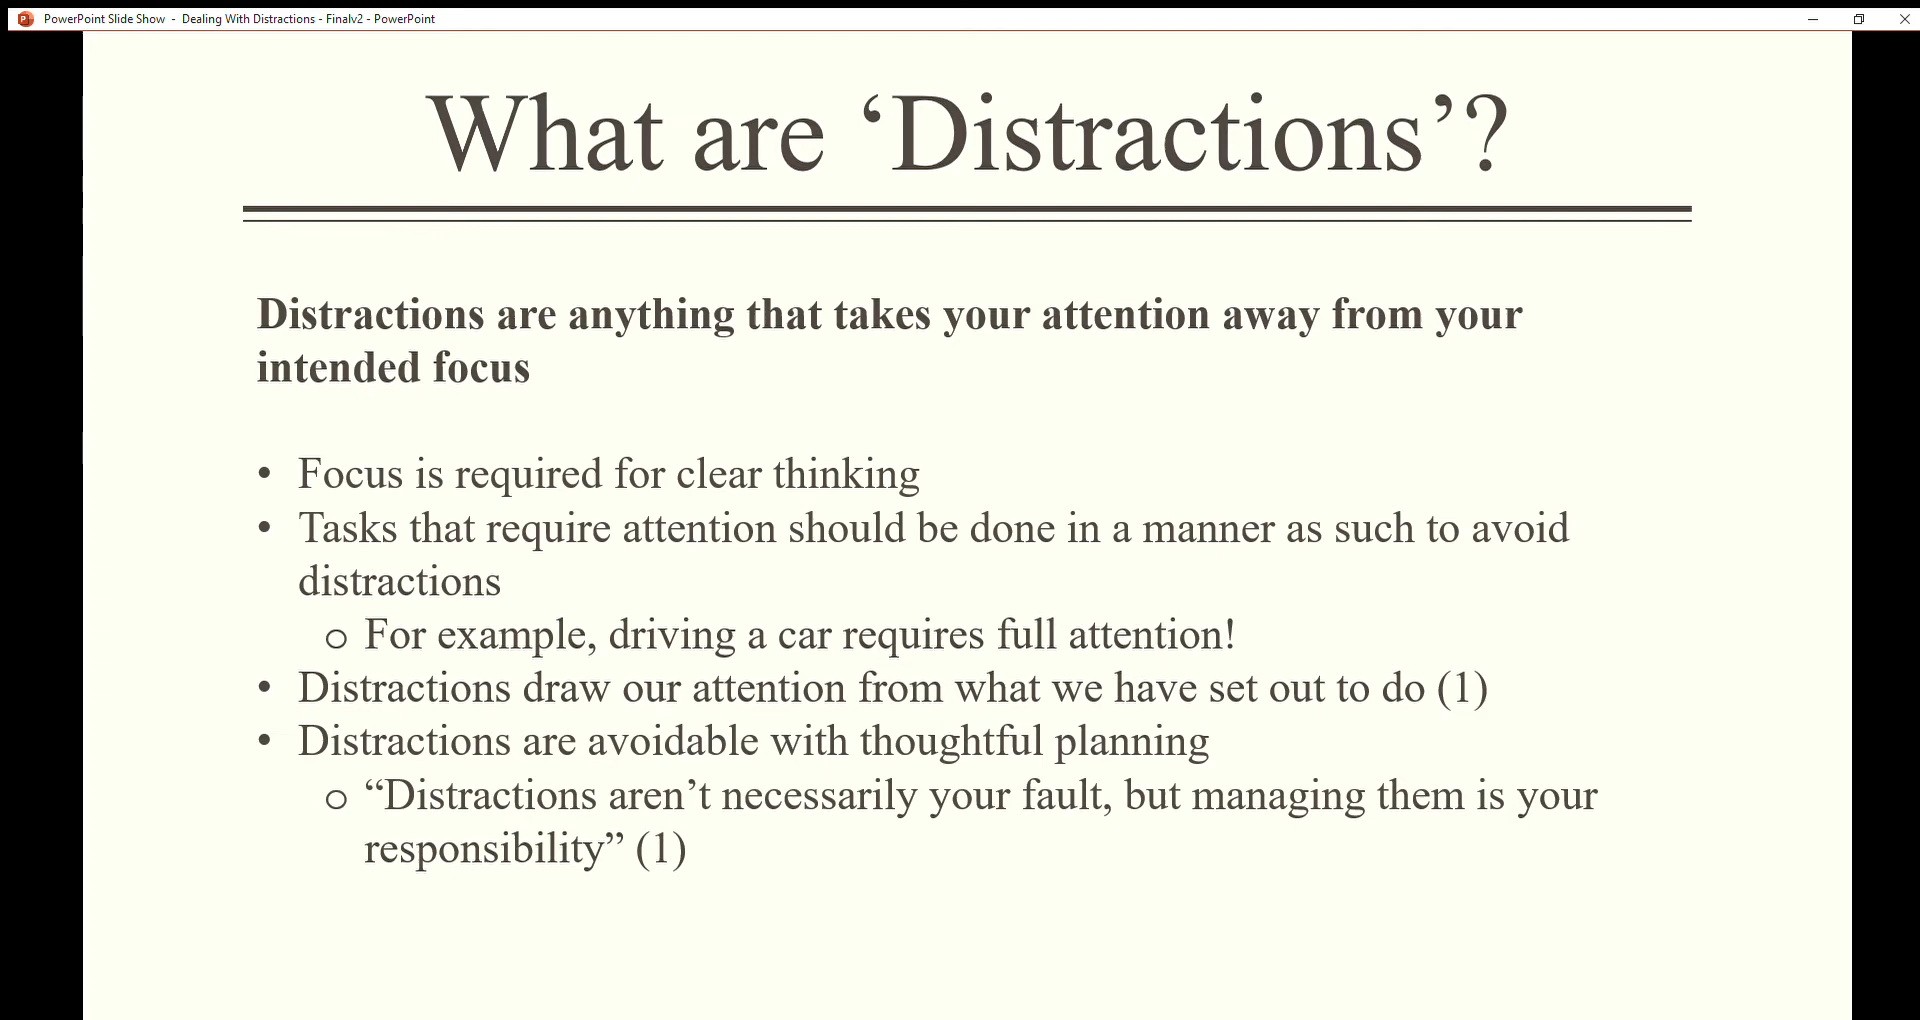 PowerPoint Slide Show - Dealing With Distractions - Finalv2 - PowerPoint
What are ‘Distractions’?
Distractions are anything that takes your attention away from your
intended focus
• Focus is required for clear thinking
• Tasks that require attention should be done in a manner as such to avoid
distractions
o For example, driving a car requires full attention!
• Distractions draw our attention from what we have set out to do (1)
• Distractions are avoidable with thoughtful planning
o “Distractions aren’t necessarily your fault, but managing them is your
responsibility” (1)